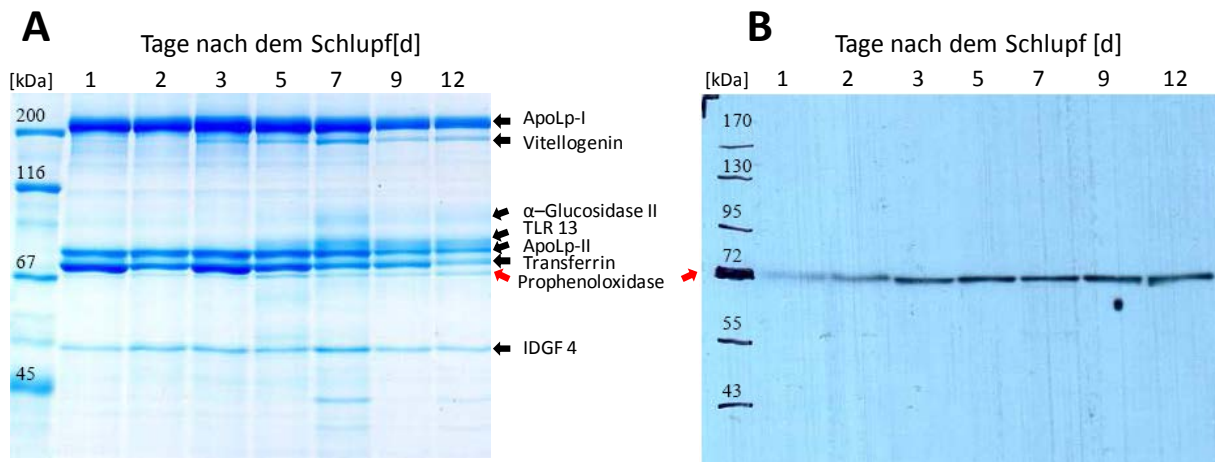 A
Tage nach dem Schlupf[d]
[kDa] 1 2 3 5 7 9 12
200
116
67
45
ApoLp-I
Vitellogenin
α–Glucosidase II
TLR 13
ApoLp-II
Transferrin
Prophenoloxidase
IDGF 4
B
Tage nach dem Schlupf [d]
[kDa] 1 2 3 5 7 9 12
170
130
95
72
55
43